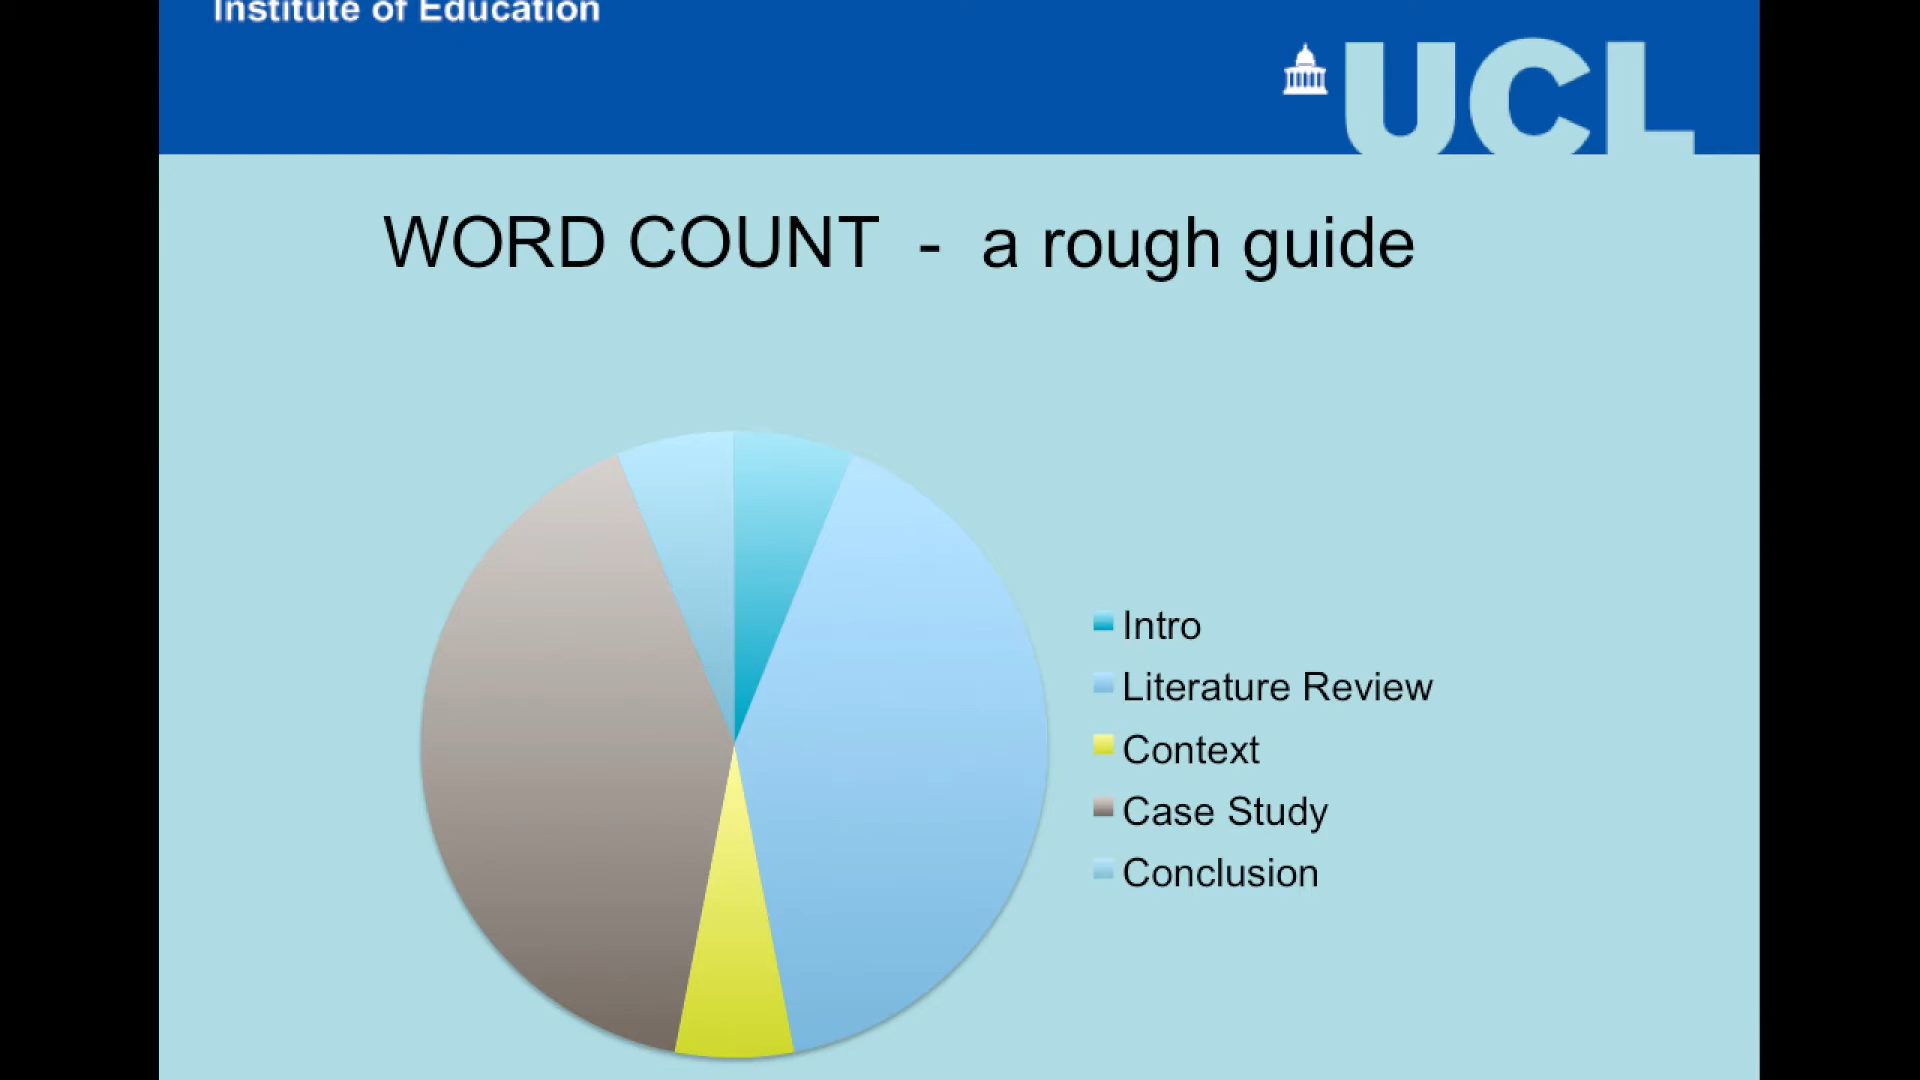 Institute of Education
UCL
WORD COUNT - a rough guide
Intro
Literature Review
Context
Case Study
Conclusion